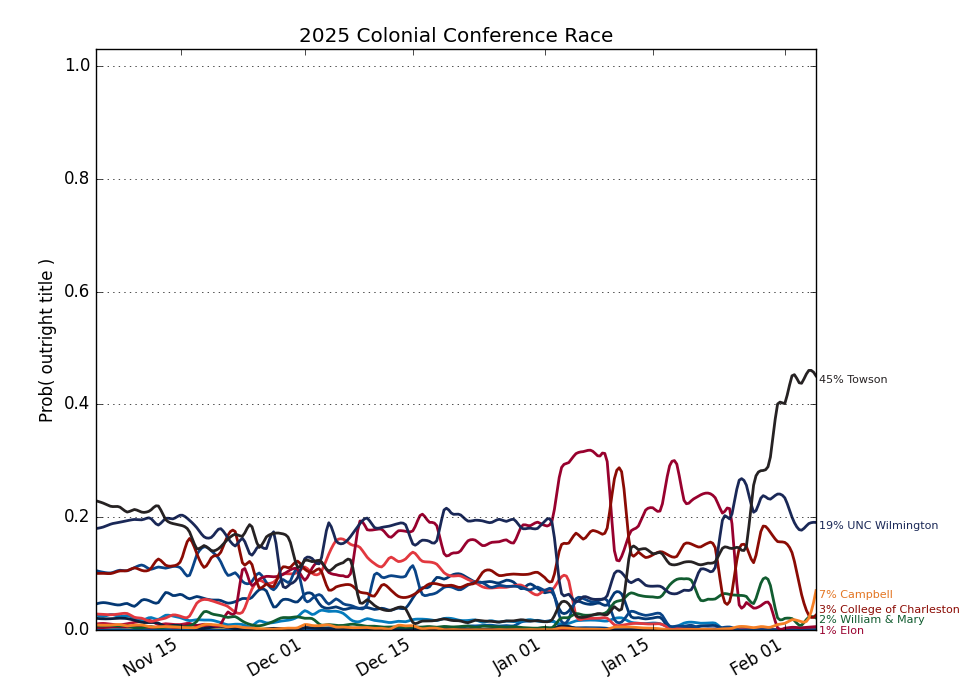 2025 Colonial Conference Race
Prob( outright title )
1.0
0.8
0.6
0.4
0.2
0.0
45% Towson
19% UNC Wilmington
7% Campbell
3% College of Charleston
2% William & Mary
1% Elon
Nov 15
Dec 01
Dec 15
Jan 01
Jan 15
Feb 01